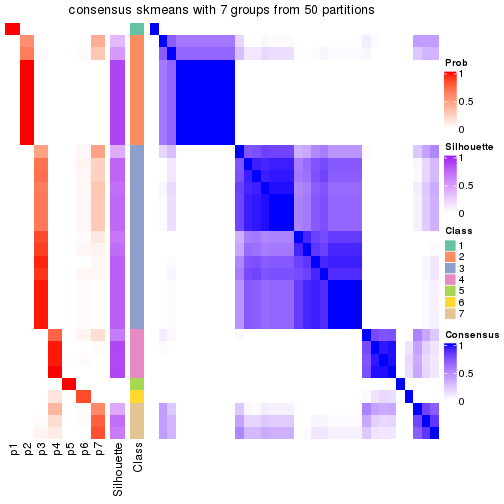 consensus skmeans with 7 groups from 50 partitions
Prob
1
0.5
0
Silhouette
1
0.5
0
Class
1
2
3
4
5
6
7
Consensus
1
0.5
0
p1
p2
p3
p4
p5
p6
p7
Silhouette
Class